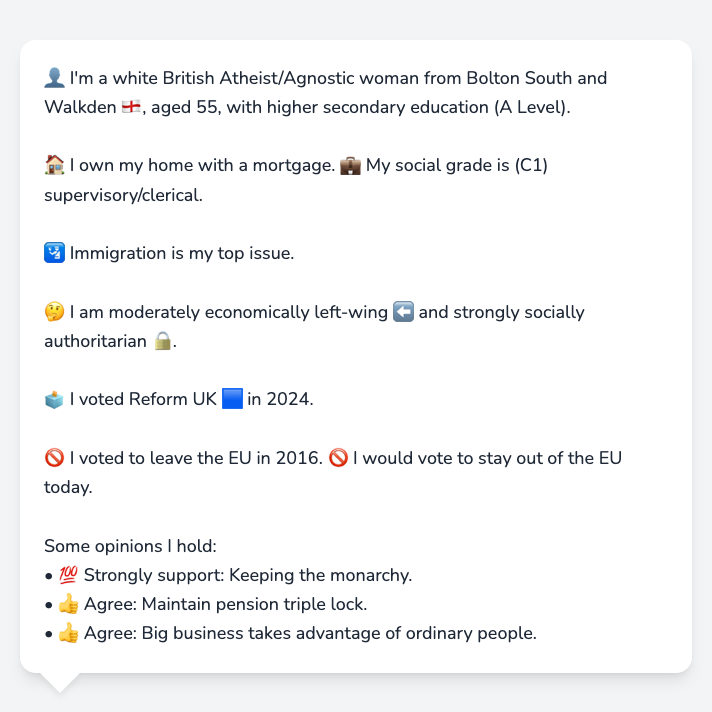 👤 I'm a white British Atheist/Agnostic woman from Bolton South and
Walkden 🏴󠁧󠁢󠁥󠁮󠁧󠁿, aged 55, with higher secondary education (A Level).
🏠 I own my home with a mortgage. 💼 My social grade is (C1)
supervisory/clerical.
🛂 Immigration is my top issue.
🤔 I am moderately economically left-wing ⬅️ and strongly socially
authoritarian 🔒.
🗳️ I voted Reform UK 🟦 in 2024.
🚫 I voted to leave the EU in 2016. 🚫 I would vote to stay out of the EU
today.
Some opinions I hold:
• 💯 Strongly support: Keeping the monarchy.
• 👍 Agree: Maintain pension triple lock.
• 👍 Agree: Big business takes advantage of ordinary people.